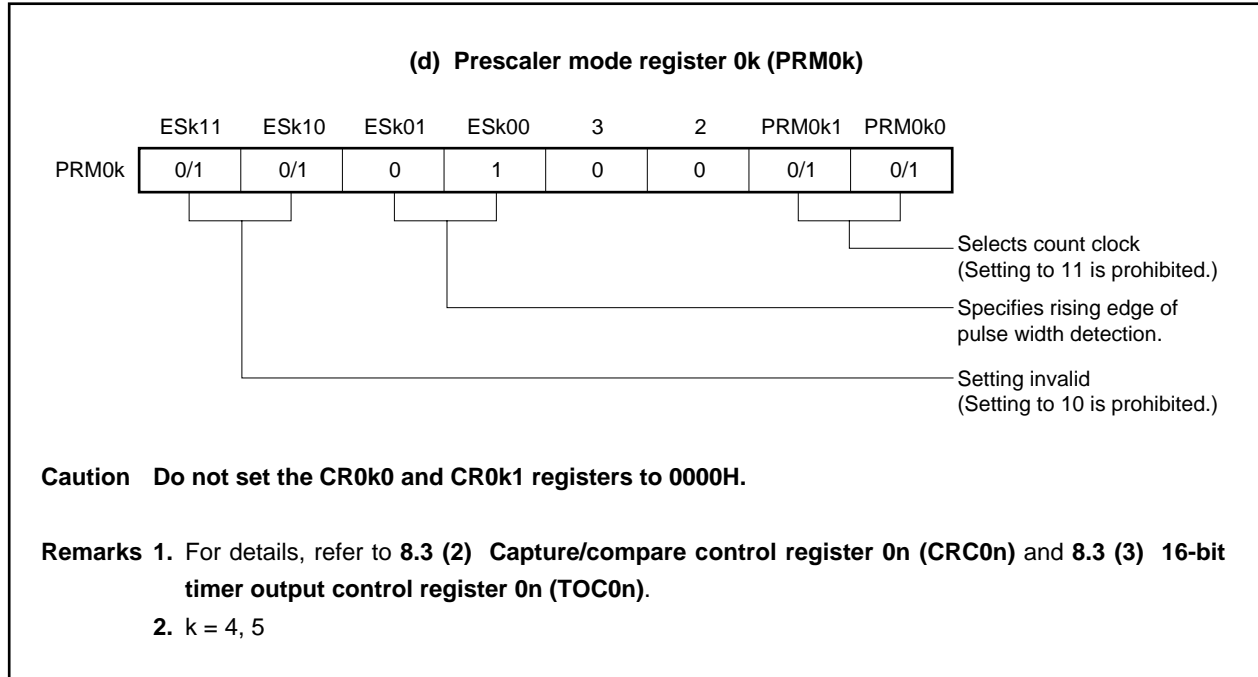 (d) Prescaler mode register 0k (PRM0k)
ESk11 ESk10 ESk01 ESk00 3 2 PRM0k1 PRM0k0
PRM0k 0/1 0/1 0 1 0 0 0/1 0/1
Selects count clock
(Setting to 11 is prohibited.)
Specifies rising edge of
pulse width detection.
Setting invalid
(Setting to 10 is prohibited.)
Caution Do not set the CR0k0 and CR0k1 registers to 0000H.
Remarks 1. For details, refer to 8.3 (2) Capture/compare control register 0n (CRC0n) and 8.3 (3) 16-bit
timer output control register 0n (TOC0n).
2. k = 4, 5